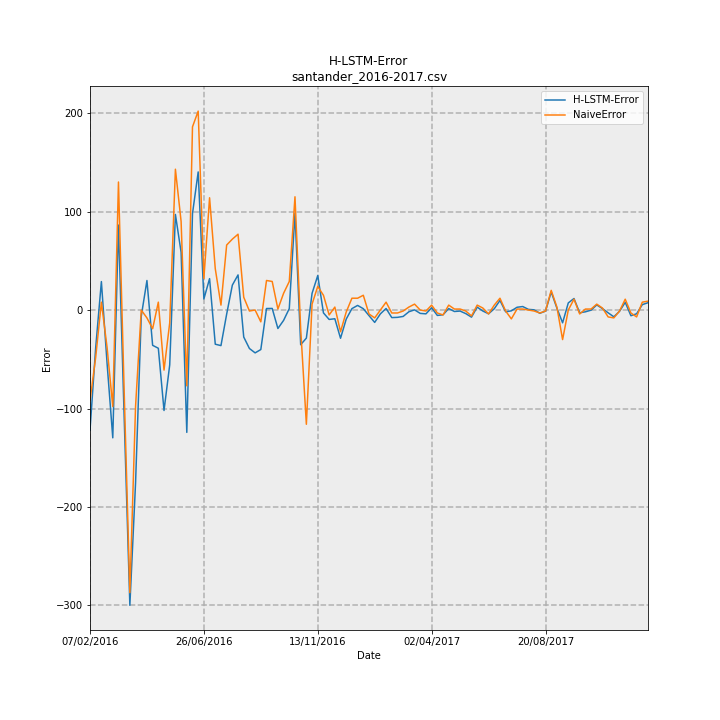 H-LSTM-Error
santander_2016-2017.csv
H-LSTM-Error
NaiveError
200
100
0
−100
−200
−300
Error
07/02/2016
26/06/2016
13/11/2016
02/04/2017
20/08/2017
Date